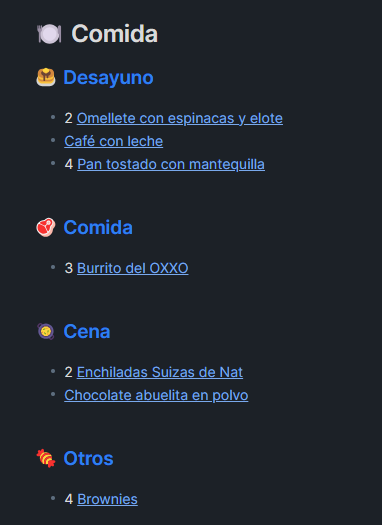 Comida
Desayuno
2 Omellete con espinacas y elote
Café con leche
4 Pan tostado con mantequilla
Comida
3 Burrito del OXXO
Cena
2 Enchiladas Suizas de Nat
Chocolate abuelita en polvo
Otros
4 Brownies